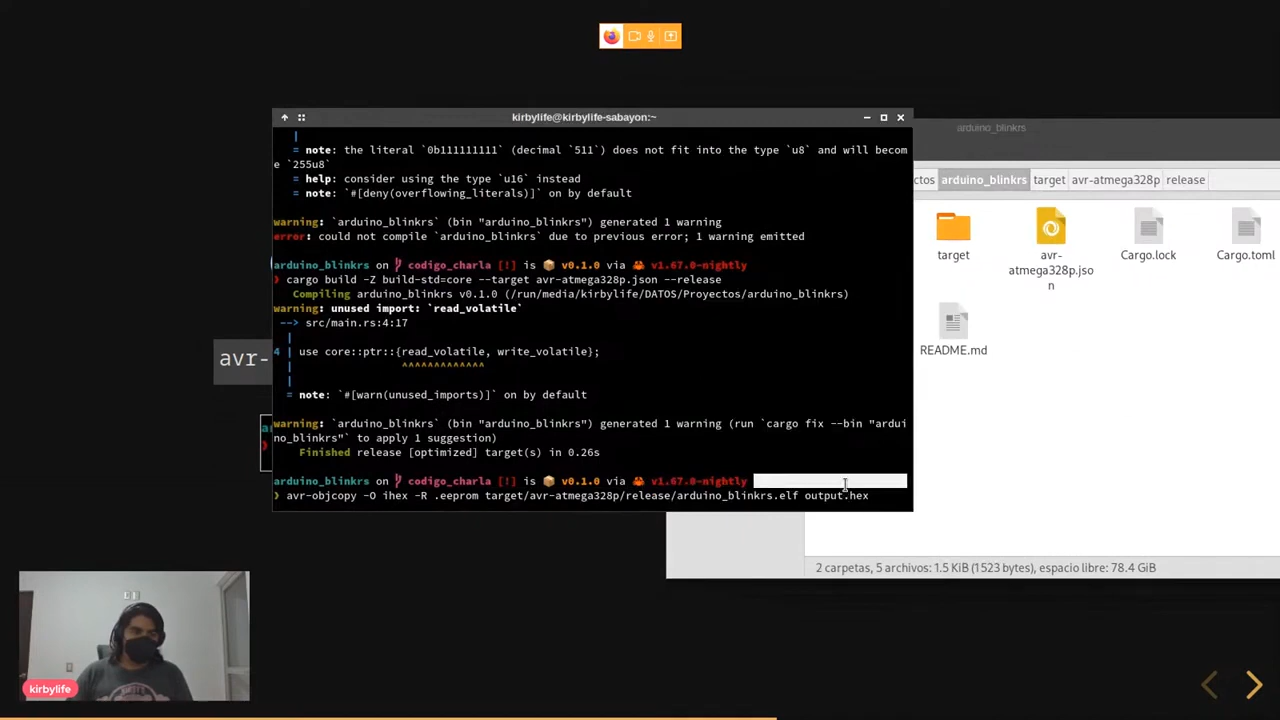 kirbylife@kirbylife-sabayon:~
|
= note: the literal `0b111111111` (decimal `511`) does not fit into the type `u8` and will becom
e `255u8`
= help: consider using the type `u16` instead
= note: `#[deny(overflowing_literals)]` on by default
warning: `arduino_blinkrs` (bin "arduino_blinkrs") generated 1 warning
error: could not compile `arduino_blinkrs` due to previous error; 1 warning emitted
arduino_blinkrs on codigo_charla [!] is v0.1.0 via v1.67.0-nightly
❯ cargo build -Z build-std=core --target avr-atmega328p.json --release
Compiling arduino_blinkrs v0.1.0 (/run/media/kirbylife/DATOS/Proyectos/arduino_blinkrs)
warning: unused import: `read_volatile`
--> src/main.rs:4:17
|
4 | use core::ptr::{read_volatile, write_volatile};
| ^^^^^^^^^^^^^
|
= note: `#[warn(unused_imports)]` on by default
warning: `arduino_blinkrs` (bin "arduino_blinkrs") generated 1 warning (run `cargo fix --bin "ardui
no_blinkrs"` to apply 1 suggestion)
Finished release [optimized] target(s) in 0.26s
arduino_blinkrs on codigo_charla [!] is v0.1.0 via v1.67.0-nightly
❯ avr-objcopy -O ihex -R .eeprom target/avr-atmega328p/release/arduino_blinkrs.elf output.hex
avr-
arduino_blinkrs
ctos arduino_blinkrs target avr-atmega328p release
target
avr-
atmega328p.jso
n
Cargo.lock
Cargo.toml
README.md
2 carpetas, 5 archivos: 1.5 KiB (1523 bytes), espacio libre: 78.4 GiB
kirbylife